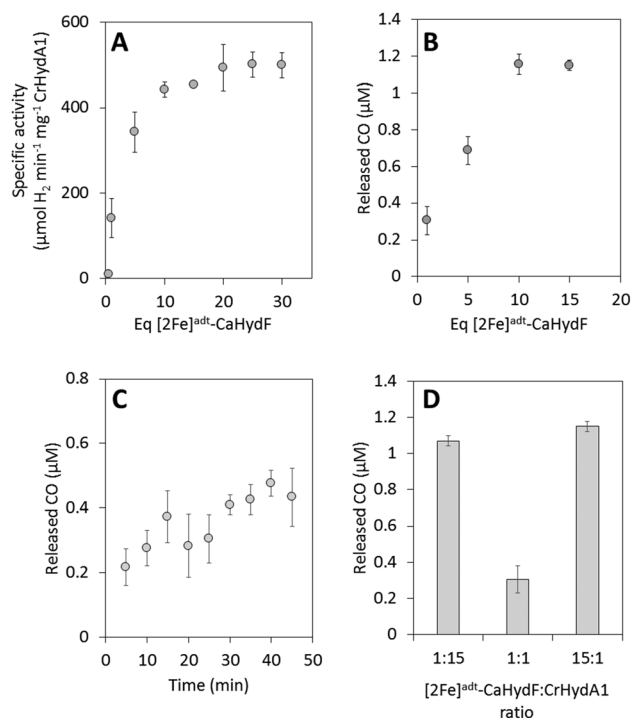 A
Specific activity
(µmol H₂ min⁻¹ mg⁻¹ CrHydA1)
600
400
200
0
0 10 20 30
Eq [2Fe]ᵃᵈᵗ-CaHydF
B
Released CO (µM)
1.4
1.2
1
0.8
0.6
0.4
0.2
0
0 5 10 15 20
Eq [2Fe]ᵃᵈᵗ-CaHydF
C
Released CO (µM)
0.8
0.6
0.4
0.2
0
0 10 20 30 40 50
Time (min)
D
Released CO (µM)
1.4
1.2
1
0.8
0.6
0.4
0.2
0
1:15 1:1 15:1
[2Fe]ᵃᵈᵗ-CaHydF:CrHydA1
ratio